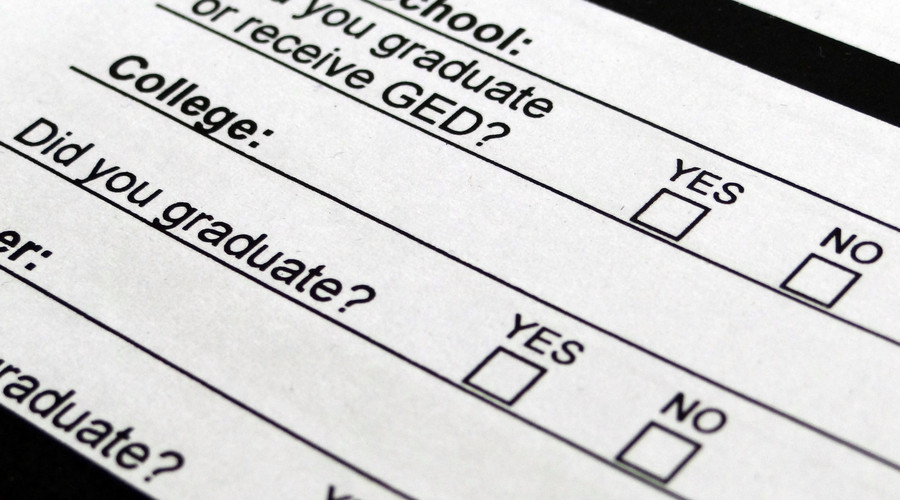 chool:
you graduate
or receive GED?
YES NO
College:
Did you graduate?
YES NO
er:
raduate?